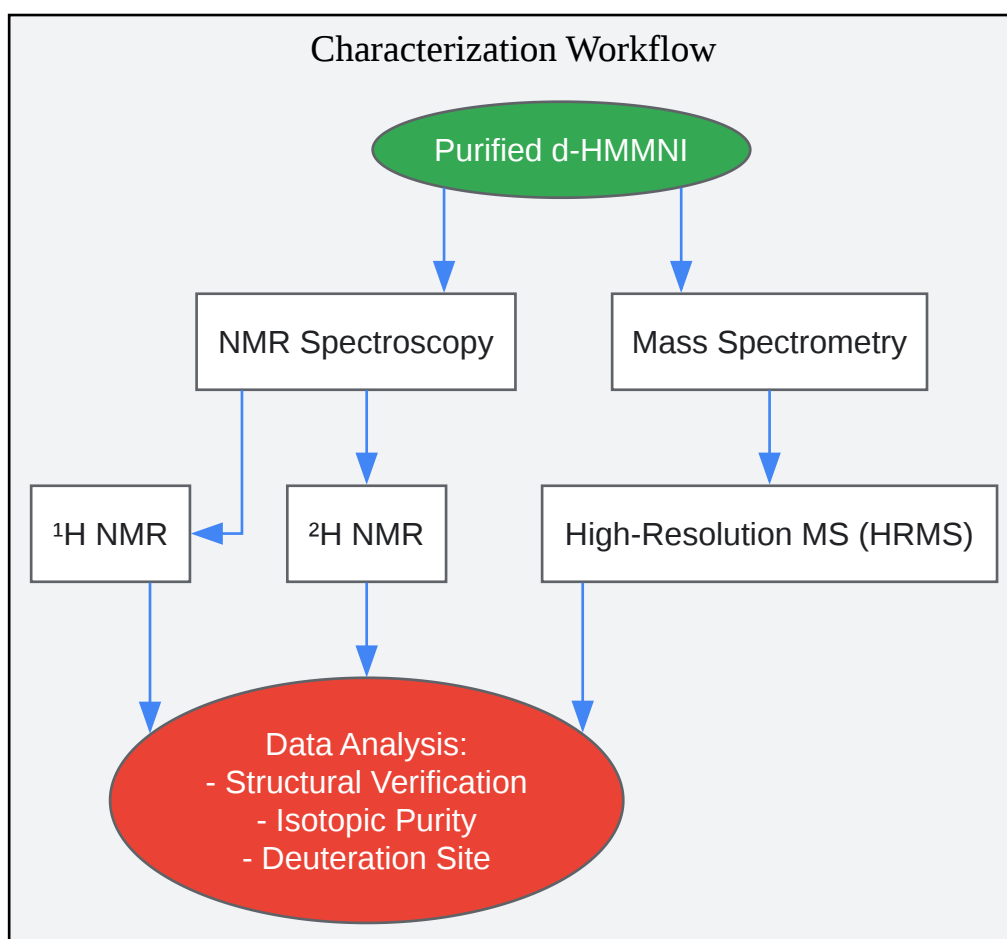 Characterization Workflow
Purified d-HMMNI
NMR Spectroscopy
Mass Spectrometry
¹H NMR
²H NMR
High-Resolution MS (HRMS)
Data Analysis:
- Structural Verification
- Isotopic Purity
- Deuteration Site